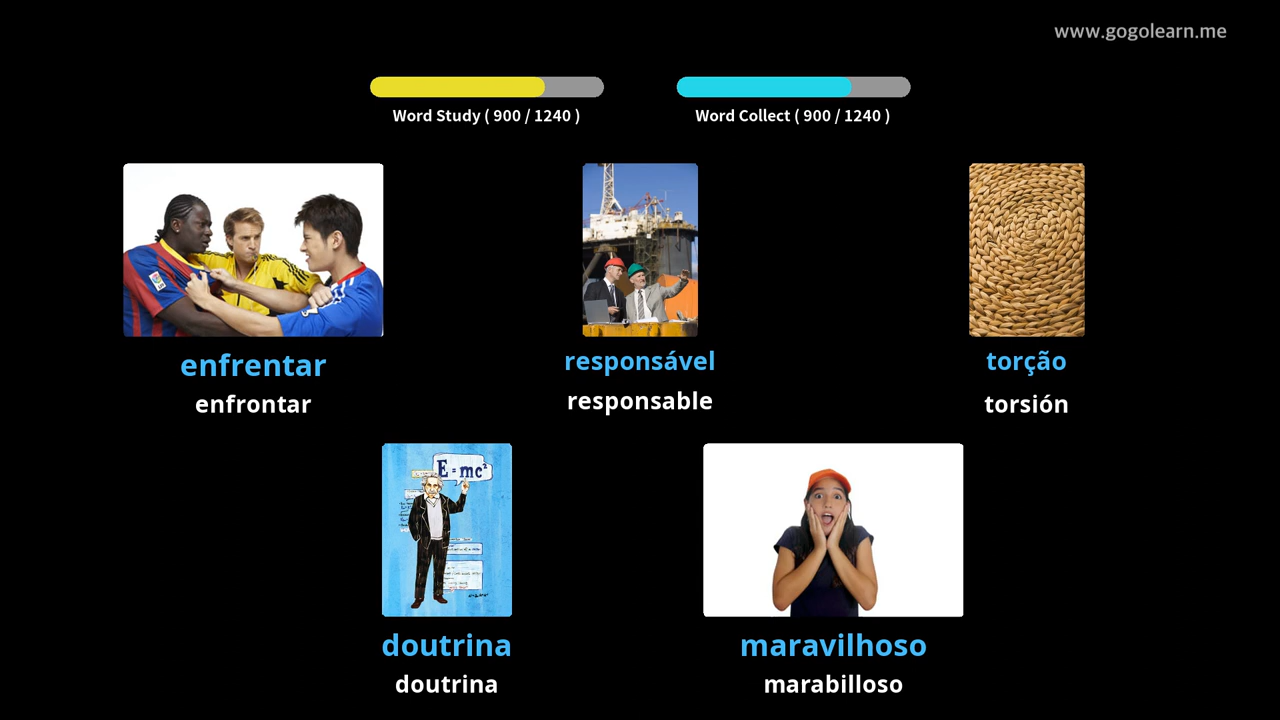 www.gogolearn.me
Word Study ( 900 / 1240 )
Word Collect ( 900 / 1240 )
enfrentar
enfrontar
responsável
responsable
torção
torsión
E=mc²
doutrina
doutrina
maravilhoso
marabilloso